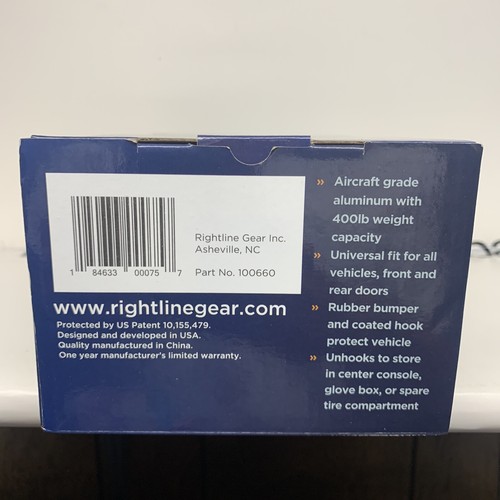 1 84633 00075 7
Rightline Gear Inc.
Asheville, NC
Part No. 100660
www.rightlinegear.com
Protected by US Patent 10,155,479.
Designed and developed in USA.
Quality manufactured in China.
One year manufacturer's limited warranty.
» Aircraft grade
aluminum with
400lb weight
capacity
» Universal fit for all
vehicles, front and
rear doors
» Rubber bumper
and coated hook
protect vehicle
» Unhooks to store
in center console,
glove box, or spare
tire compartment